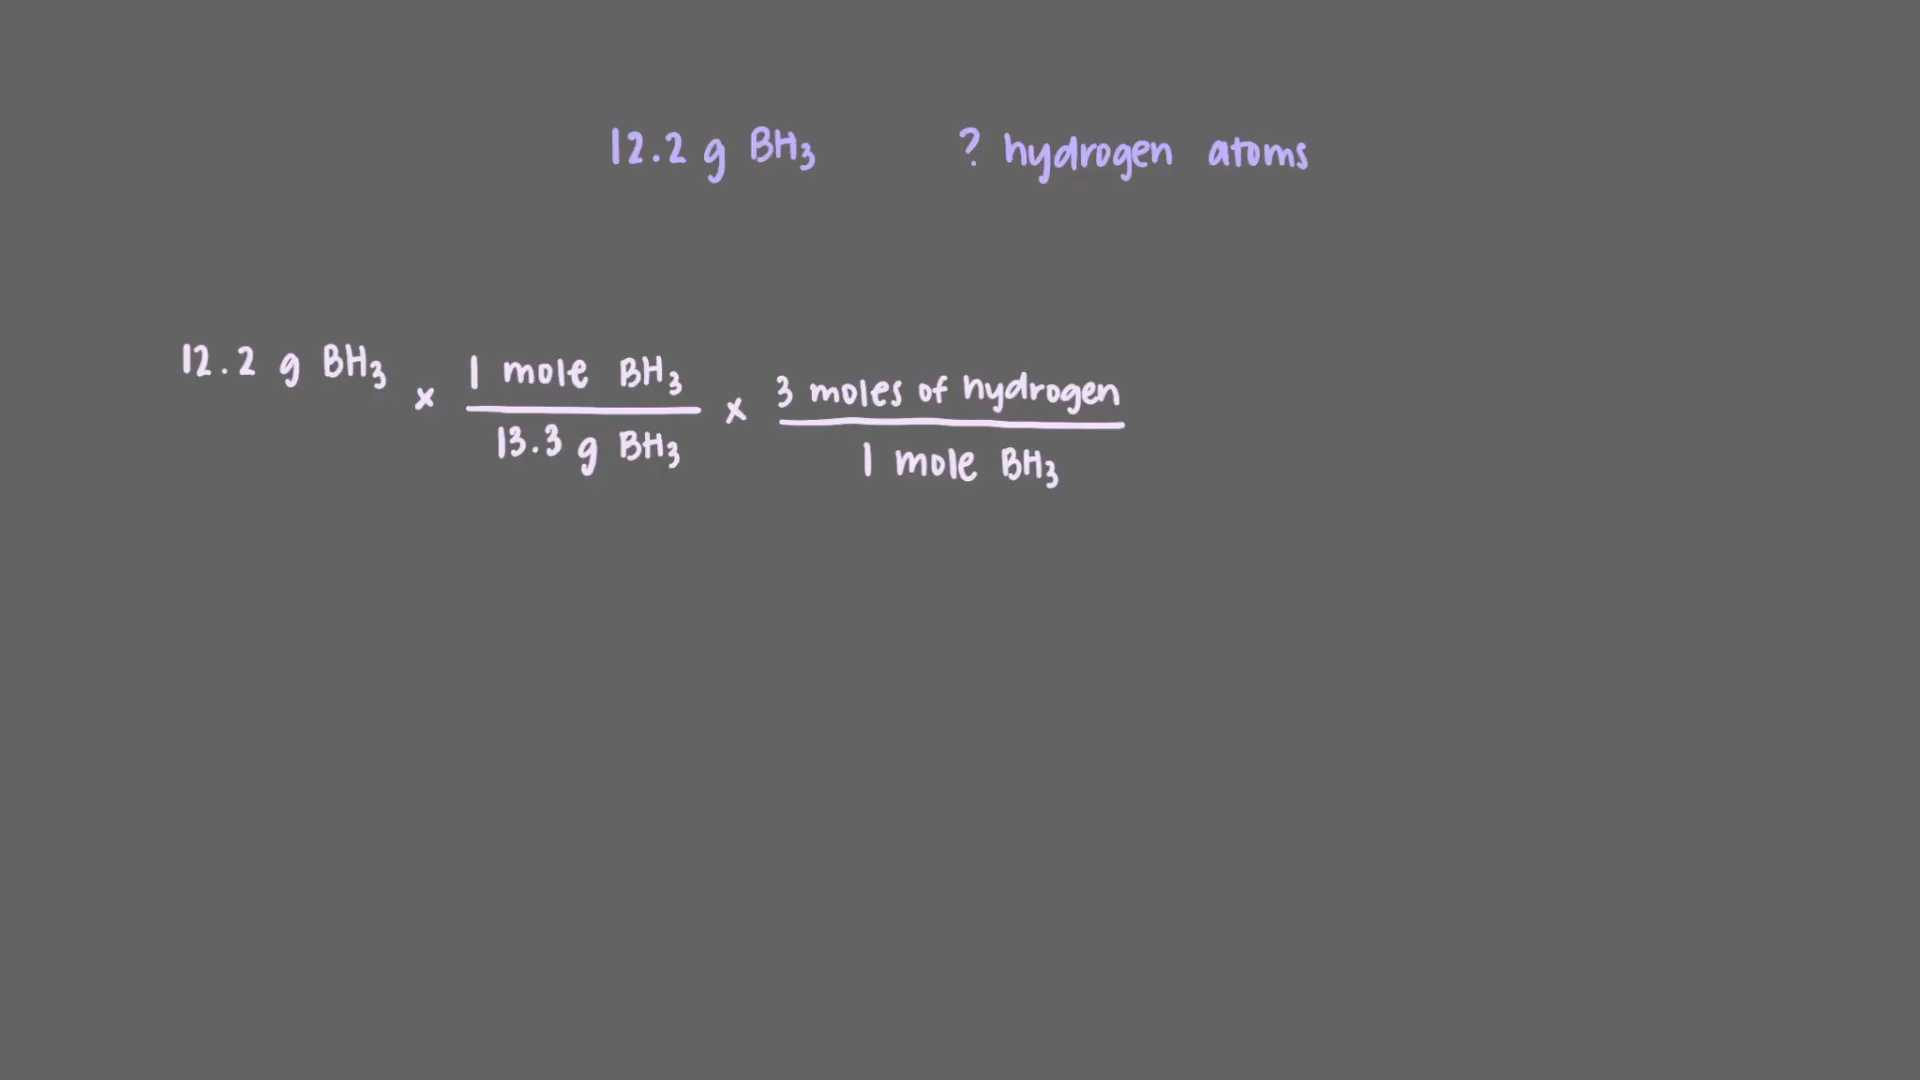 12.2 g BH₃ ? hydrogen atoms
12.2 g BH₃ x 1 mole BH₃ x 3 moles of hydrogen
13.3 g BH₃ 1 mole BH₃